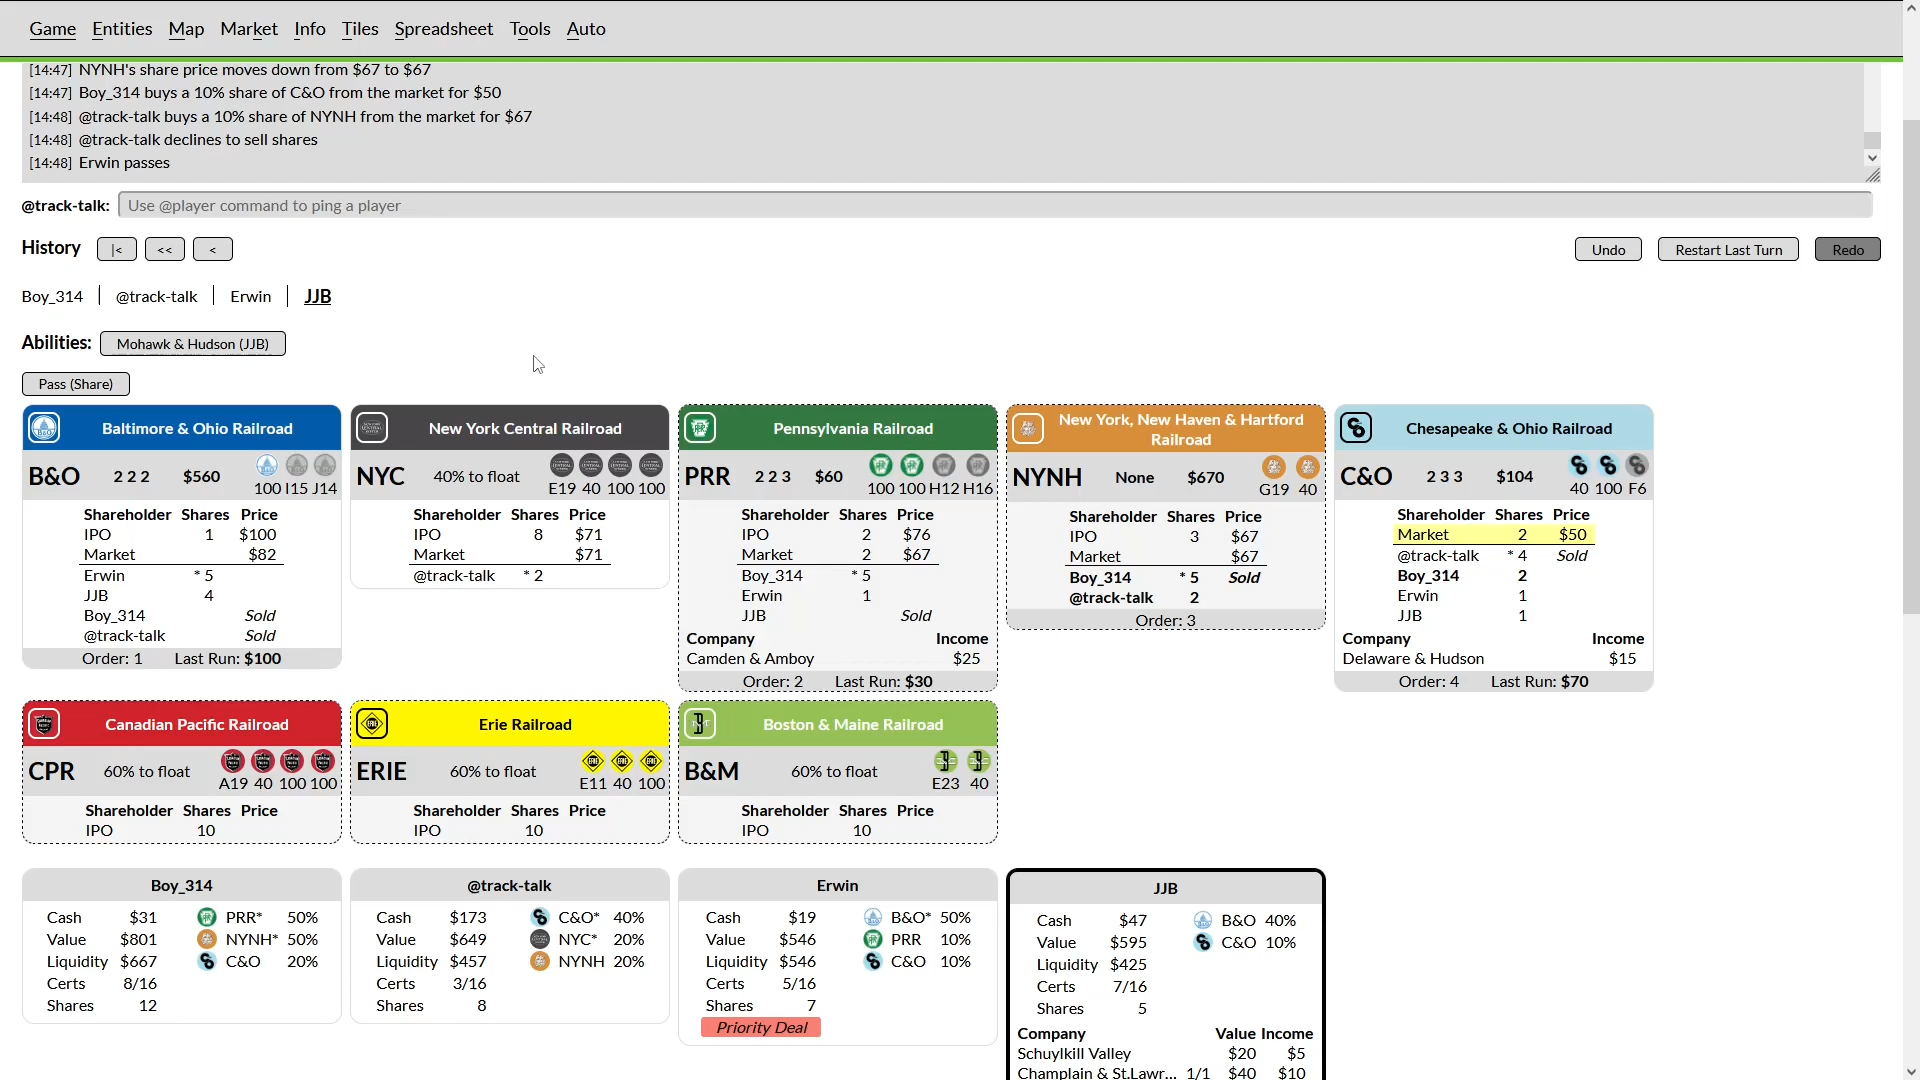 Game Entities Map Market Info Tiles Spreadsheet Tools Auto
[14:47] NYNH's share price moves down from $67 to $67
[14:47] Boy_314 buys a 10% share of C&O from the market for $50
[14:48] @track-talk buys a 10% share of NYNH from the market for $67
[14:48] @track-talk declines to sell shares
[14:48] Erwin passes
@track-talk: Use @player command to ping a player
History |< << < Undo Restart Last Turn Redo
Boy_314 @track-talk Erwin JJB
Abilities: Mohawk & Hudson (JJB)
Pass (Share)
Baltimore & Ohio Railroad
B&O 2 2 2 $560 100 I15 J14
Shareholder Shares Price
IPO 1 $100
Market $82
Erwin * 5
JJB 4
Boy_314 Sold
@track-talk Sold
Order: 1 Last Run: $100
New York Central Railroad
NYC 40% to float E19 40 100 100
Shareholder Shares Price
IPO 8 $71
Market $71
@track-talk * 2
Pennsylvania Railroad
PRR 2 2 3 $60 100 100 H12 H16
Shareholder Shares Price
IPO 2 $76
Market 2 $67
Boy_314 * 5
Erwin 1
JJB Sold
Company Income
Camden & Amboy $25
Order: 2 Last Run: $30
New York, New Haven & Hartford
Railroad
NYNH None $670 G19 40
Shareholder Shares Price
IPO 3 $67
Market $67
Boy_314 * 5 Sold
@track-talk 2
Order: 3
Chesapeake & Ohio Railroad
C&O 2 3 3 $104 40 100 F6
Shareholder Shares Price
Market 2 $50
@track-talk * 4 Sold
Boy_314 2
Erwin 1
JJB 1
Company Income
Delaware & Hudson $15
Order: 4 Last Run: $70
Canadian Pacific Railroad
CPR 60% to float A19 40 100 100
Shareholder Shares Price
IPO 10
Erie Railroad
ERIE 60% to float E11 40 100
Shareholder Shares Price
IPO 10
Boston & Maine Railroad
B&M 60% to float E23 40
Shareholder Shares Price
IPO 10
Boy_314
Cash $31 PRR* 50%
Value $801 NYNH* 50%
Liquidity $667 C&O 20%
Certs 8/16
Shares 12
@track-talk
Cash $173 C&O* 40%
Value $649 NYC* 20%
Liquidity $457 NYNH 20%
Certs 3/16
Shares 8
Erwin
Cash $19 B&O* 50%
Value $546 PRR 10%
Liquidity $546 C&O 10%
Certs 5/16
Shares 7
Priority Deal
JJB
Cash $47 B&O 40%
Value $595 C&O 10%
Liquidity $425
Certs 7/16
Shares 5
Company Value Income
Schuylkill Valley $20 $5
Champlain & St.Lawr... 1/1 $40 $10